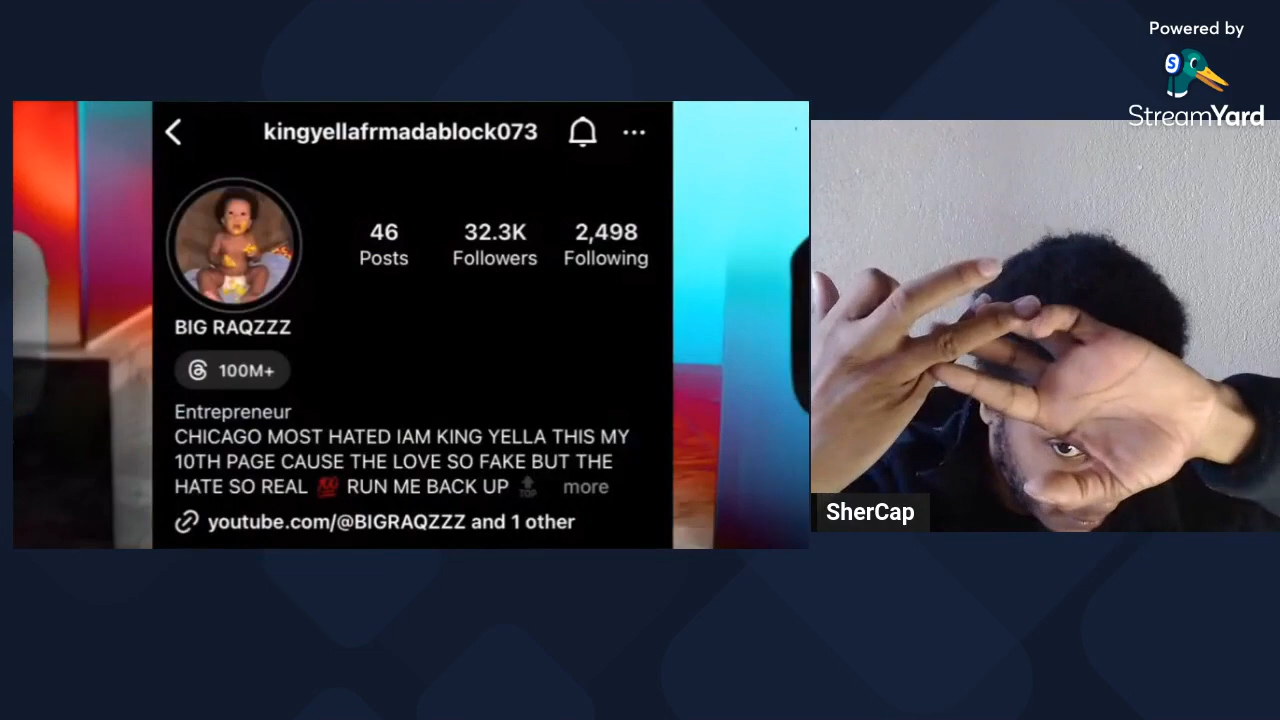 Powered by
StreamYard
kingyellafrmadablock073
46
Posts
32.3K
Followers
2,498
Following
BIG RAQZZZ
100M+
Entrepreneur
CHICAGO MOST HATED IAM KING YELLA THIS MY
10TH PAGE CAUSE THE LOVE SO FAKE BUT THE
HATE SO REAL 💯 RUN ME BACK UP 🔝 more
youtube.com/@BIGRAQZZZ and 1 other
SherCap